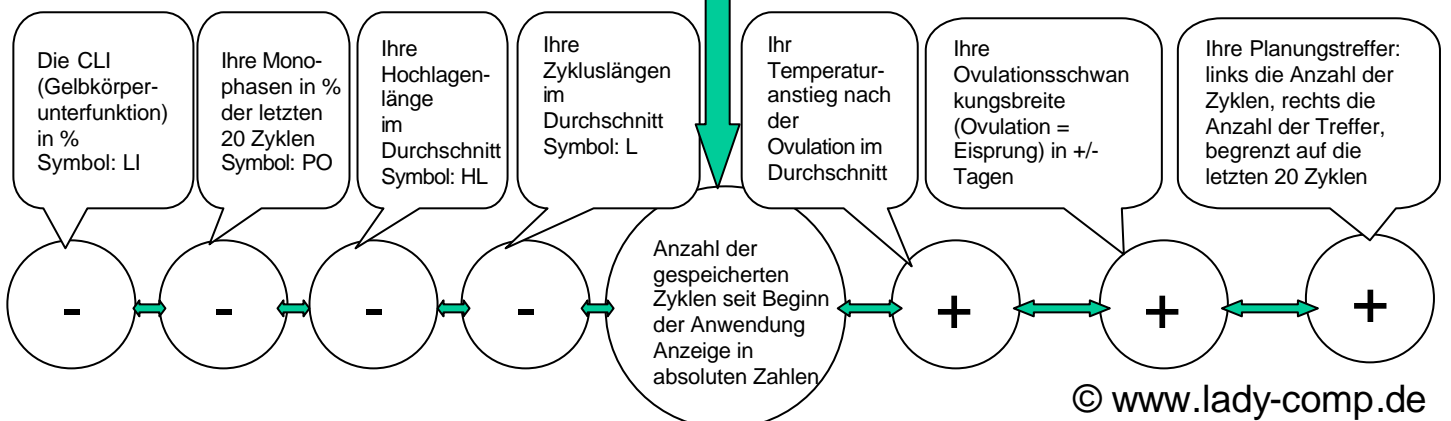 Die CLI
(Gelbkörper-
unterfunktion)
in %
Symbol: LI
Ihre Mono-
phasen in %
der letzten
20 Zyklen
Symbol: PO
Ihre
Hochlagen-
länge
im
Durchschnitt
Symbol: HL
Ihre
Zykluslängen
im
Durchschnitt
Symbol: L
Ihr
Temperatur-
anstieg nach
der
Ovulation im
Durchschnitt
Ihre
Ovulationsschwan
kungsbreite
(Ovulation =
Eisprung) in +/-
Tagen
Ihre Planungstreffer:
links die Anzahl der
Zyklen, rechts die
Anzahl der Treffer,
begrenzt auf die
letzten 20 Zyklen
-
-
-
-
Anzahl der
gespeicherten
Zyklen seit Beginn
der Anwendung
Anzeige in
absoluten Zahlen
+
+
+
© www.lady-comp.de